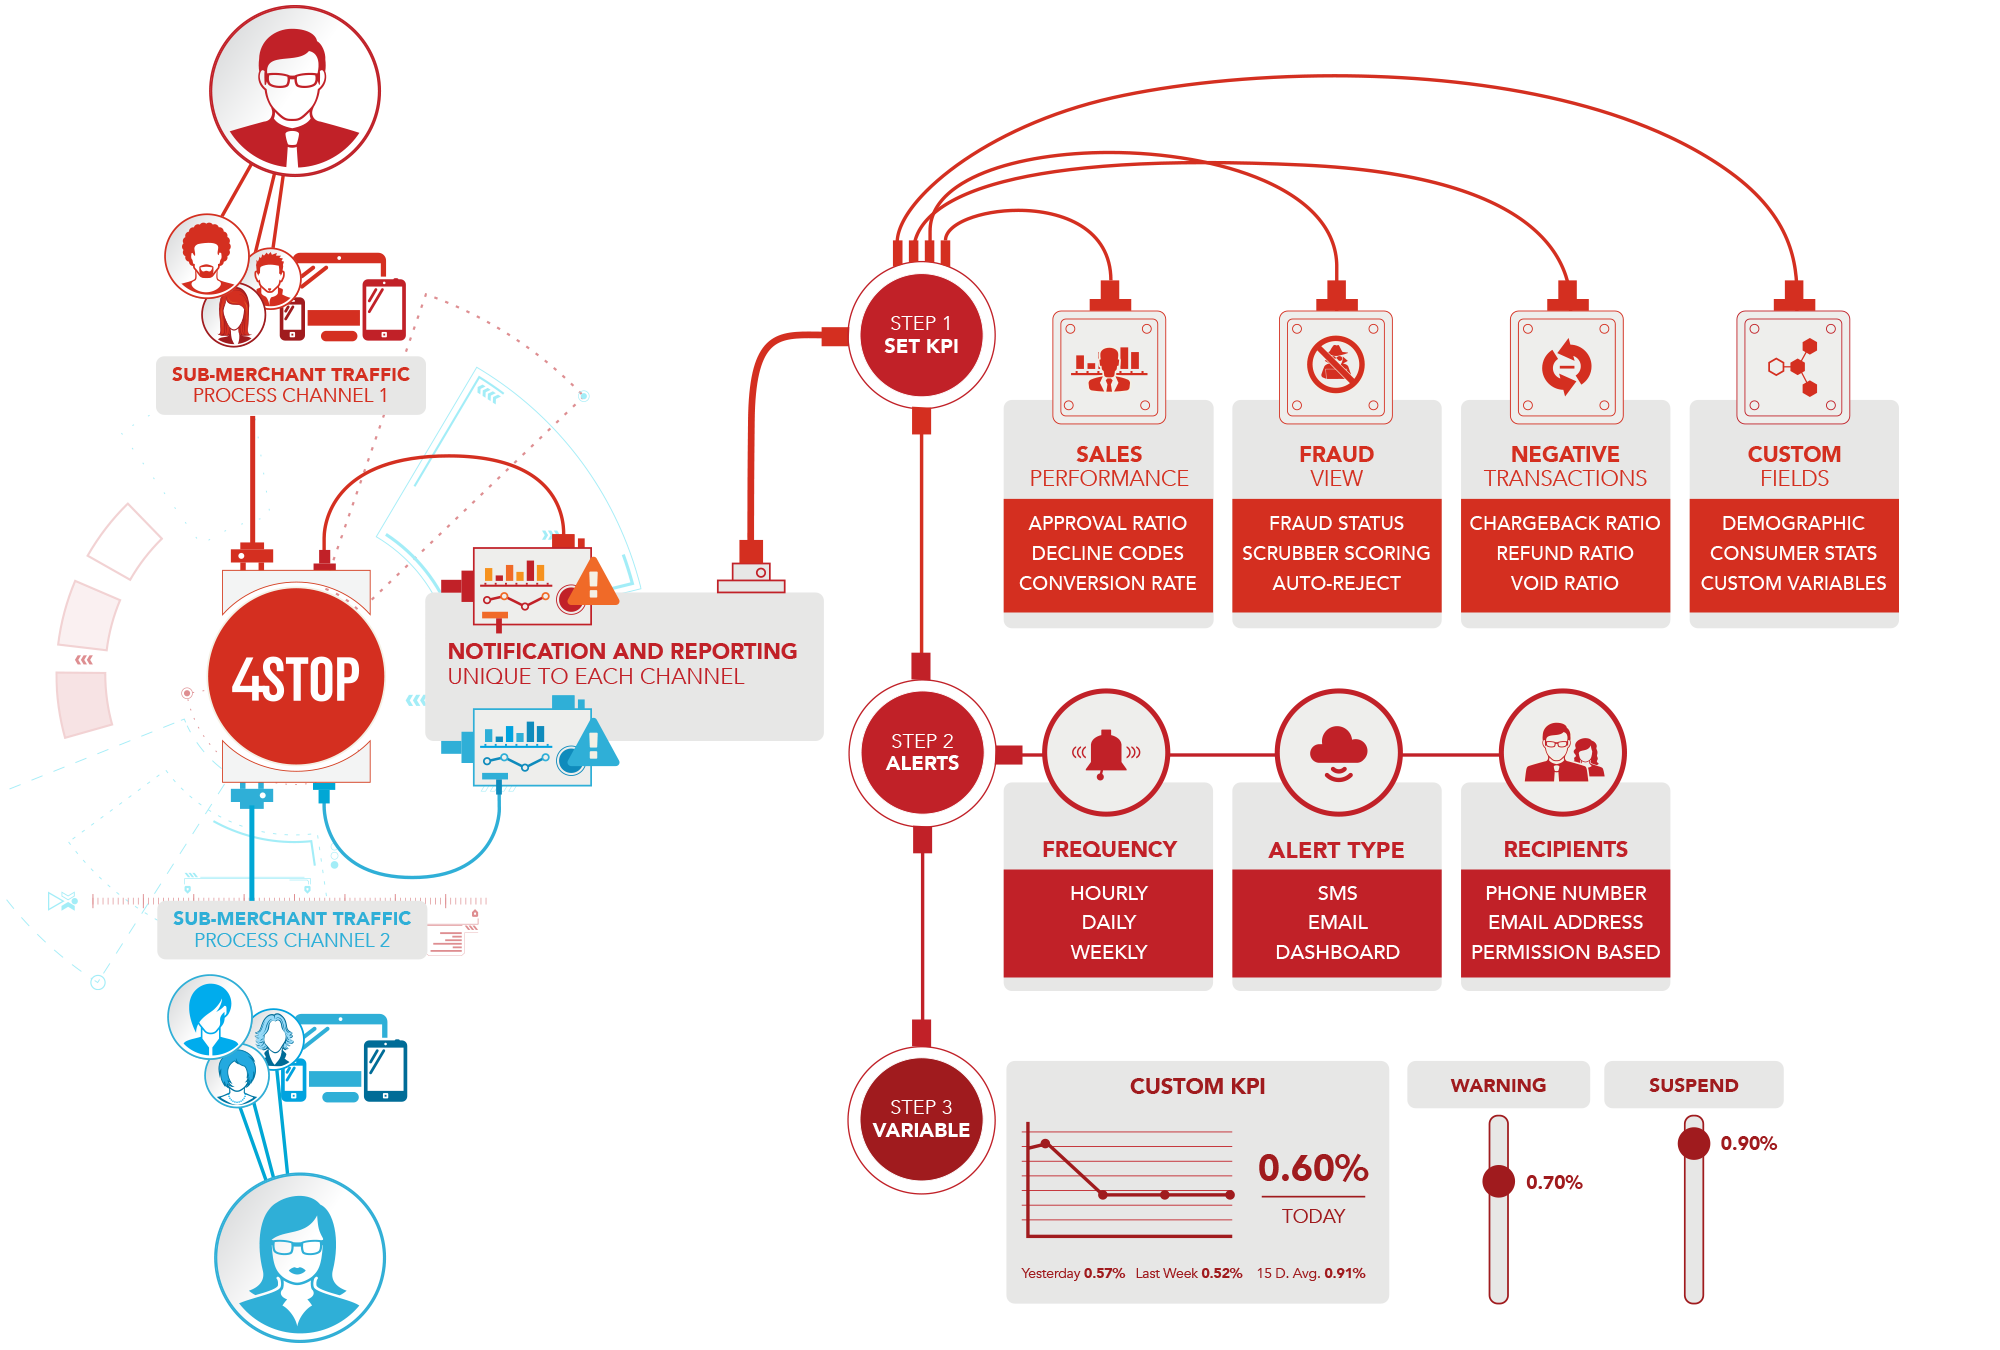 SUB-MERCHANT TRAFFIC
PROCESS CHANNEL 1
4STOP
NOTIFICATION AND REPORTING
UNIQUE TO EACH CHANNEL
SUB-MERCHANT TRAFFIC
PROCESS CHANNEL 2
STEP 1
SET KPI
SALES
PERFORMANCE
APPROVAL RATIO
DECLINE CODES
CONVERSION RATE
FRAUD
VIEW
FRAUD STATUS
SCRUBBER SCORING
AUTO-REJECT
NEGATIVE
TRANSACTIONS
CHARGEBACK RATIO
REFUND RATIO
VOID RATIO
CUSTOM
FIELDS
DEMOGRAPHIC
CONSUMER STATS
CUSTOM VARIABLES
STEP 2
ALERTS
FREQUENCY
HOURLY
DAILY
WEEKLY
ALERT TYPE
SMS
EMAIL
DASHBOARD
RECIPIENTS
PHONE NUMBER
EMAIL ADDRESS
PERMISSION BASED
STEP 3
VARIABLE
CUSTOM KPI
0.60%
TODAY
Yesterday 0.57% Last Week 0.52% 15 D. Avg. 0.91%
WARNING
0.70%
SUSPEND
0.90%